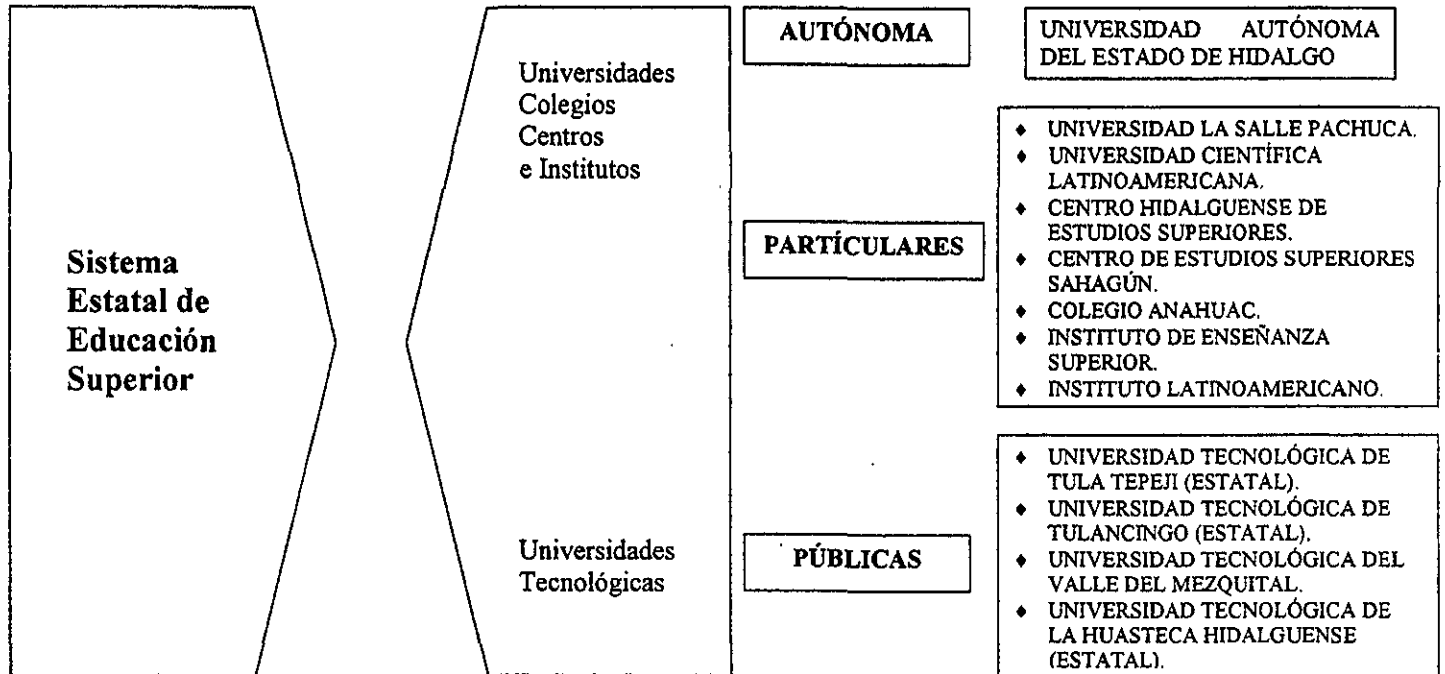 Sistema
Estatal de
Educación
Superior
Universidades
Colegios
Centros
e Institutos
Universidades
Tecnológicas
AUTÓNOMA
UNIVERSIDAD AUTÓNOMA
DEL ESTADO DE HIDALGO
PARTÍCULARES
♦ UNIVERSIDAD LA SALLE PACHUCA.
♦ UNIVERSIDAD CIENTÍFICA
LATINOAMERICANA.
♦ CENTRO HIDALGUENSE DE
ESTUDIOS SUPERIORES.
♦ CENTRO DE ESTUDIOS SUPERIORES
SAHAGÚN.
♦ COLEGIO ANAHUAC.
♦ INSTITUTO DE ENSEÑANZA
SUPERIOR.
♦ INSTITUTO LATINOAMERICANO.
PÚBLICAS
♦ UNIVERSIDAD TECNOLÓGICA DE
TULA TEPEJI (ESTATAL).
♦ UNIVERSIDAD TECNOLÓGICA DE
TULANCINGO (ESTATAL).
♦ UNIVERSIDAD TECNOLÓGICA DEL
VALLE DEL MEZQUITAL.
♦ UNIVERSIDAD TECNOLÓGICA DE
LA HUASTECA HIDALGUENSE
(ESTATAL).